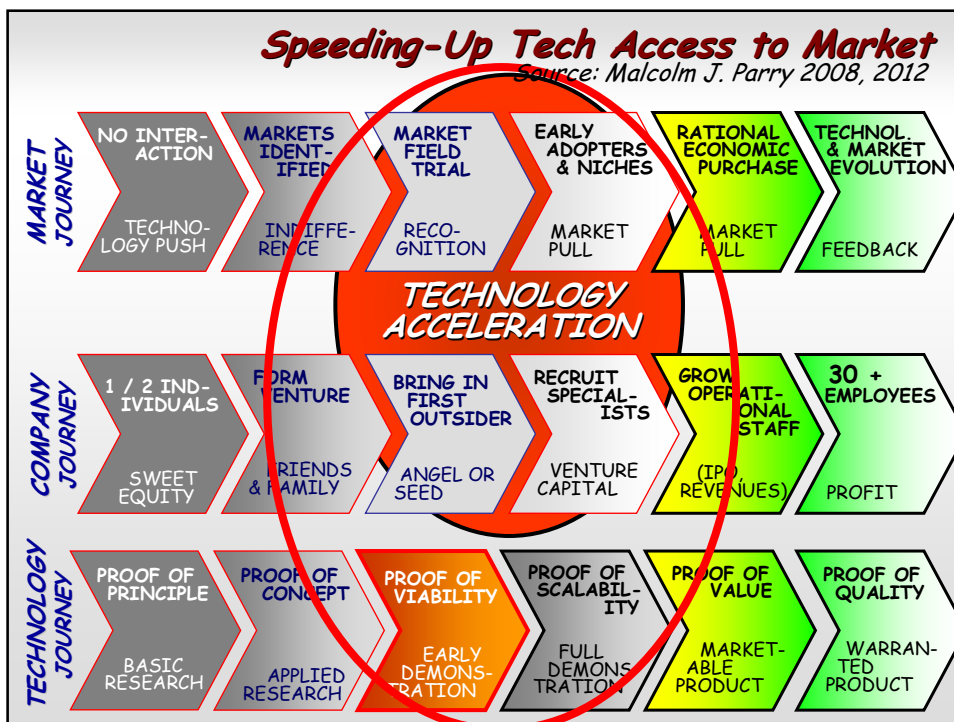 Speeding-Up Tech Access to Market
Source: Malcolm J. Parry 2008, 2012
MARKET
JOURNEY
NO INTER-
ACTION
TECHNO-
LOGY PUSH
MARKETS
IDENT-
IFIED
INDIFFE-
RENCE
MARKET
FIELD
TRIAL
RECO-
GNITION
EARLY
ADOPTERS
& NICHES
MARKET
PULL
RATIONAL
ECONOMIC
PURCHASE
MARKET
PULL
TECHNOL.
& MARKET
EVOLUTION
FEEDBACK
TECHNOLOGY
ACCELERATION
COMPANY
JOURNEY
1 / 2 IND-
IVIDUALS
SWEET
EQUITY
FORM
VENTURE
FRIENDS
& FAMILY
BRING IN
FIRST
OUTSIDER
ANGEL OR
SEED
RECRUIT
SPECIAL-
ISTS
VENTURE
CAPITAL
GROW
OPERATI-
ONAL
STAFF
(IPO,
REVENUES)
30 +
EMPLOYEES
PROFIT
TECHNOLOGY
JOURNEY
PROOF OF
PRINCIPLE
BASIC
RESEARCH
PROOF OF
CONCEPT
APPLIED
RESEARCH
PROOF OF
VIABILITY
EARLY
DEMONS-
TRATION
PROOF OF
SCALABIL-
ITY
FULL
DEMONS-
TRATION
PROOF OF
VALUE
MARKET-
ABLE
PRODUCT
PROOF OF
QUALITY
WARRAN-
TED
PRODUCT